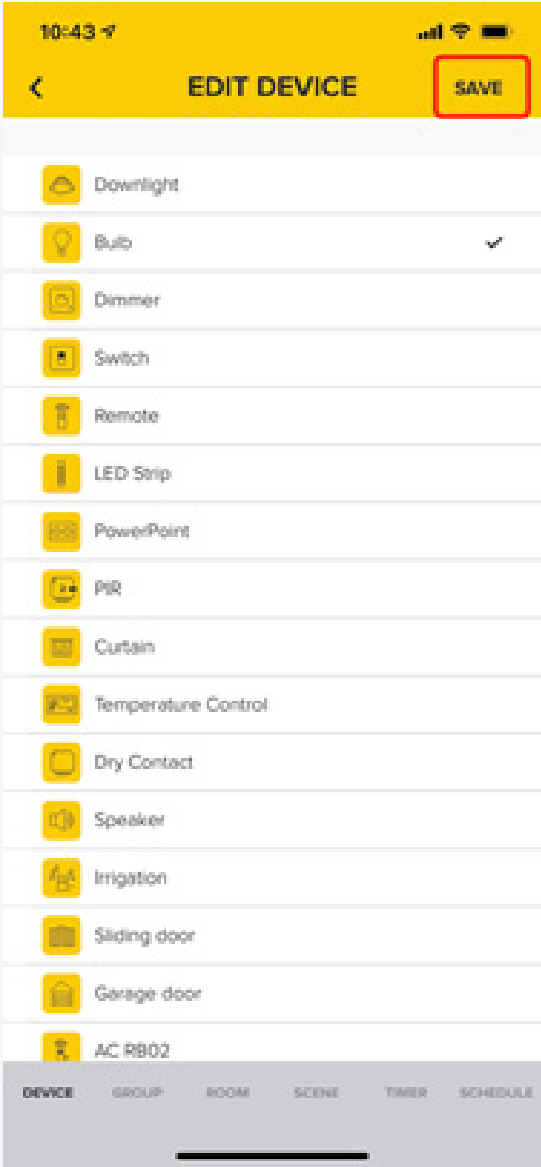 10:43
EDIT DEVICE
SAVE
Downlight
Bulb
Dimmer
Switch
Remote
LED Strip
PowerPoint
PIR
Curtain
Temperature Control
Dry Contact
Speaker
Irrigation
Sliding door
Garage door
AC RB02
DEVICE GROUP ROOM SCENE TIMER SCHEDULE